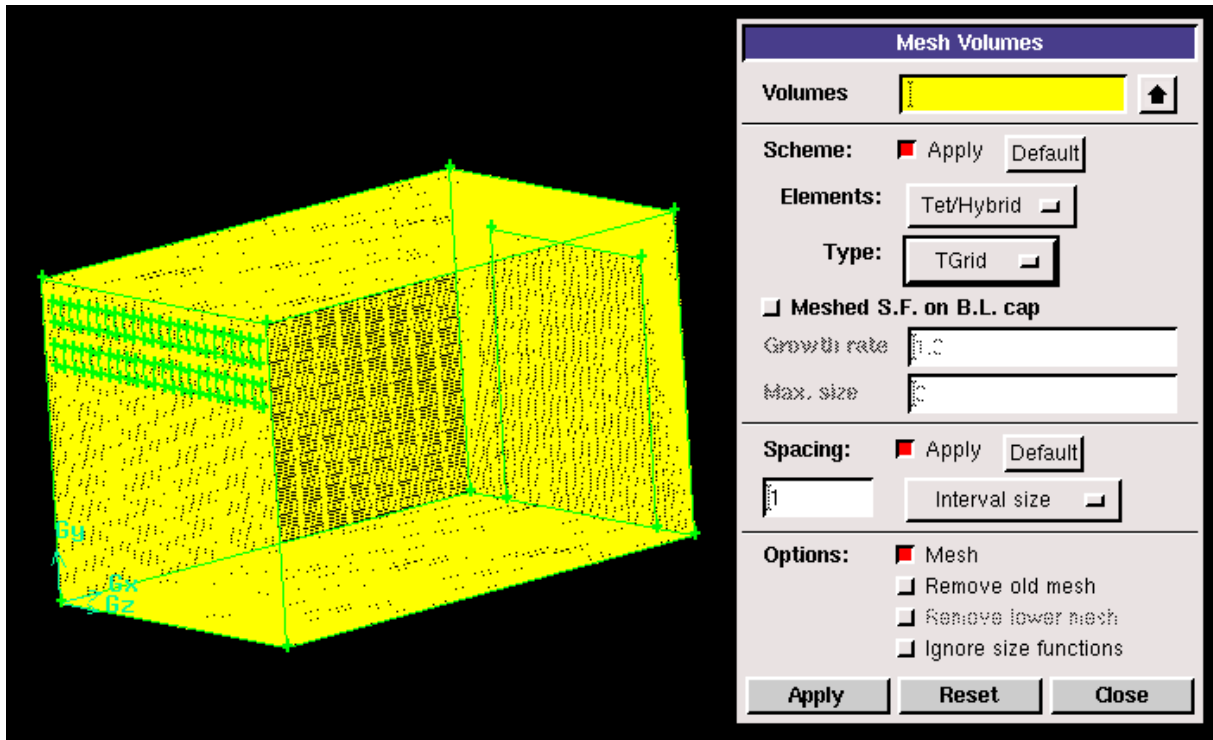 Mesh Volumes
Volumes
Scheme: Apply Default
Elements: Tet/Hybrid
Type: TGrid
Meshed S.F. on B.L. cap
Growth rate
Max. size
Spacing: Apply Default
1 Interval size
Options: Mesh
Remove old mesh
Remove lower mesh
Ignore size functions
Apply Reset Close
Gy
Gx
Gz